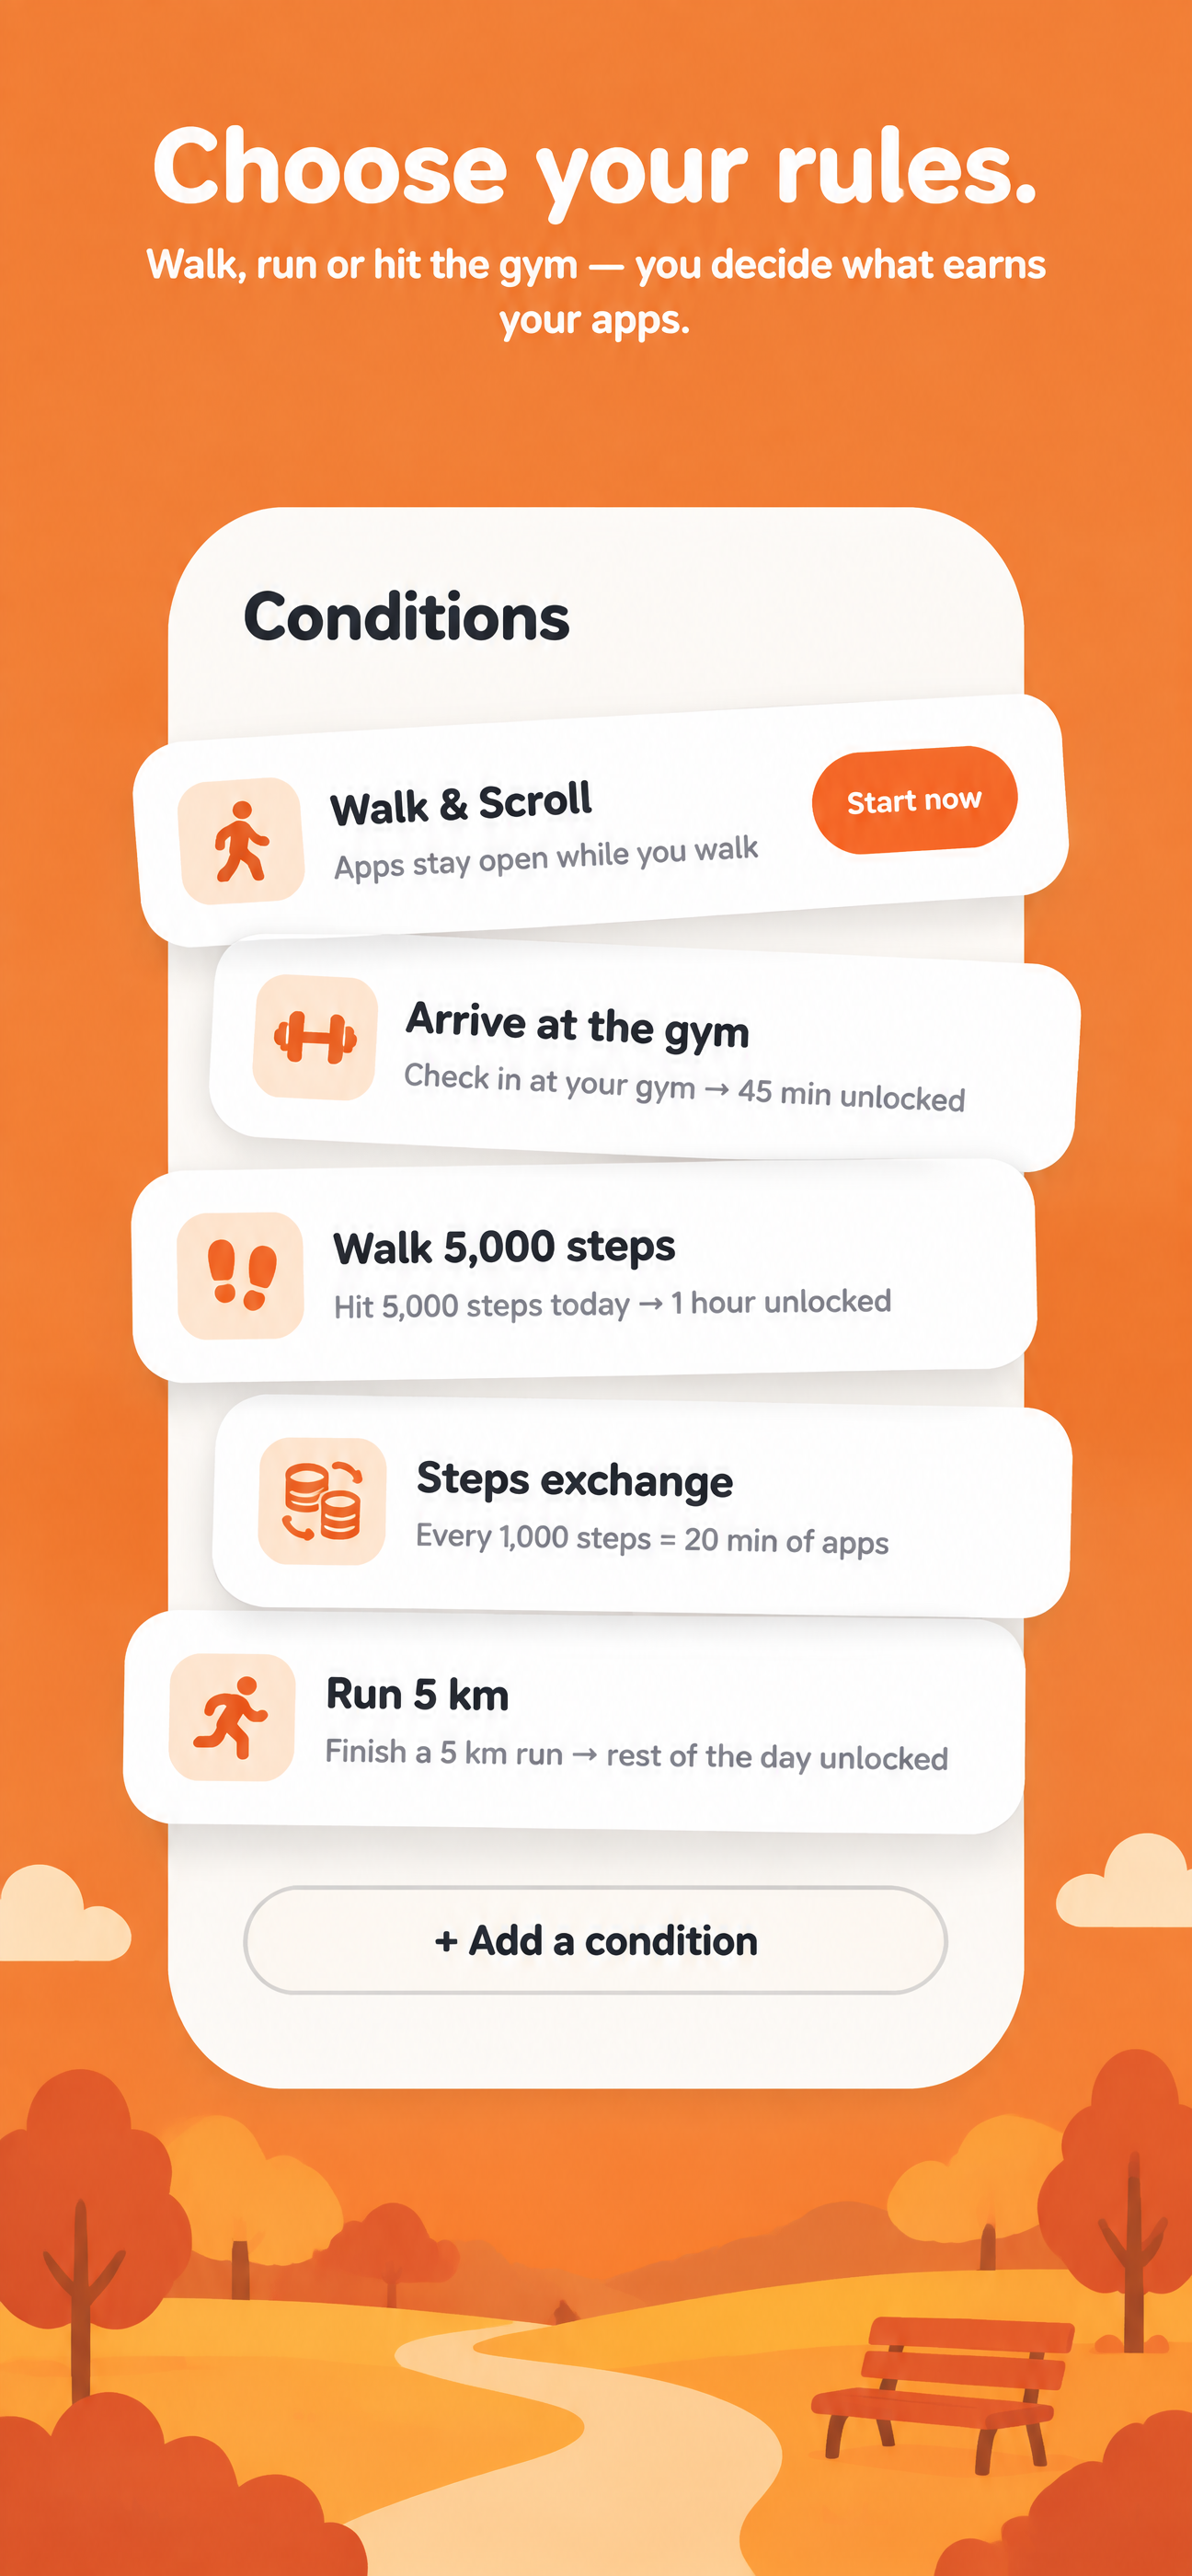 Choose your rules.
Walk, run or hit the gym — you decide what earns
your apps.
Conditions
Walk & Scroll
Apps stay open while you walk
Start now
Arrive at the gym
Check in at your gym → 45 min unlocked
Walk 5,000 steps
Hit 5,000 steps today → 1 hour unlocked
Steps exchange
Every 1,000 steps = 20 min of apps
Run 5 km
Finish a 5 km run → rest of the day unlocked
+ Add a condition